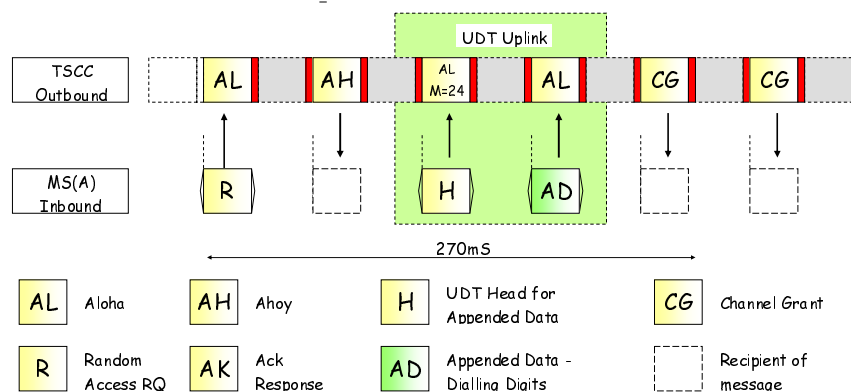 UDT Uplink
TSCC
Outbound
AL
AH
AL
M=24
AL
CG
CG
MS(A)
Inbound
R
H
AD
270mS
AL
Aloha
AH
Ahoy
H
UDT Head for
Appended Data
CG
Channel Grant
R
Random
Access RQ
AK
Ack
Response
AD
Appended Data -
Dialling Digits
Recipient of
message